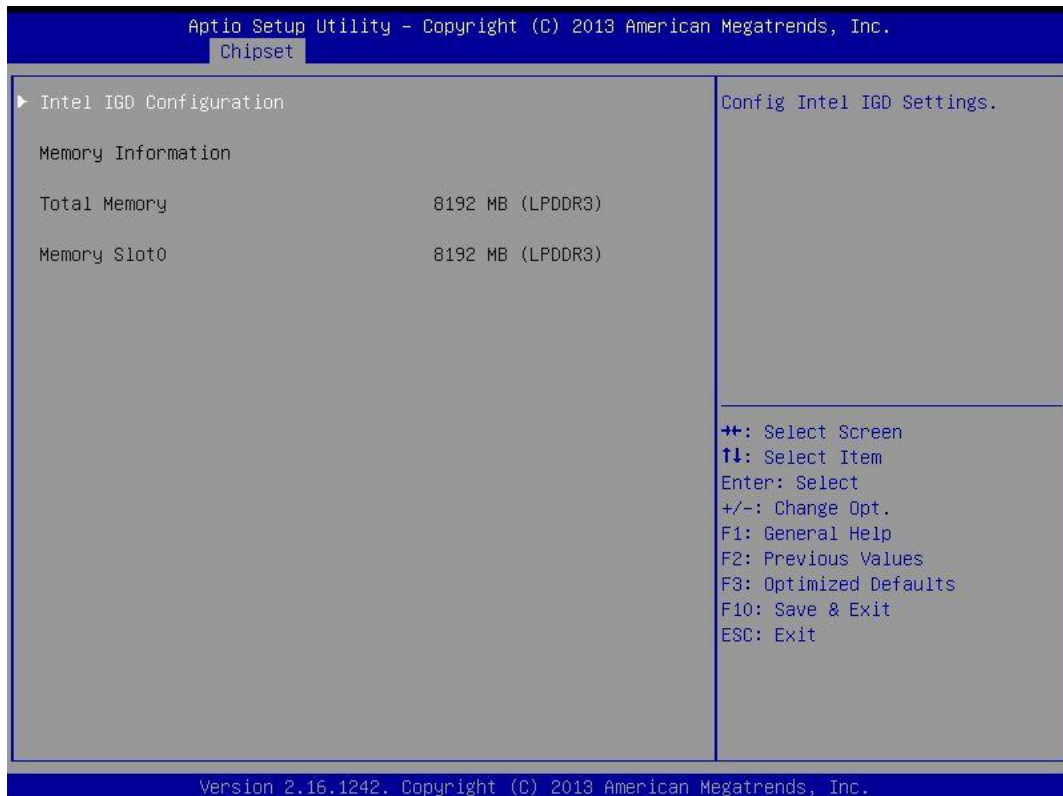 Aptio Setup Utility – Copyright (C) 2013 American Megatrends, Inc.
Chipset
▶ Intel IGD Configuration
Memory Information
Total Memory 8192 MB (LPDDR3)
Memory Slot0 8192 MB (LPDDR3)
Config Intel IGD Settings.
→←: Select Screen
↑↓: Select Item
Enter: Select
+/-: Change Opt.
F1: General Help
F2: Previous Values
F3: Optimized Defaults
F10: Save & Exit
ESC: Exit
Version 2.16.1242. Copyright (C) 2013 American Megatrends, Inc.